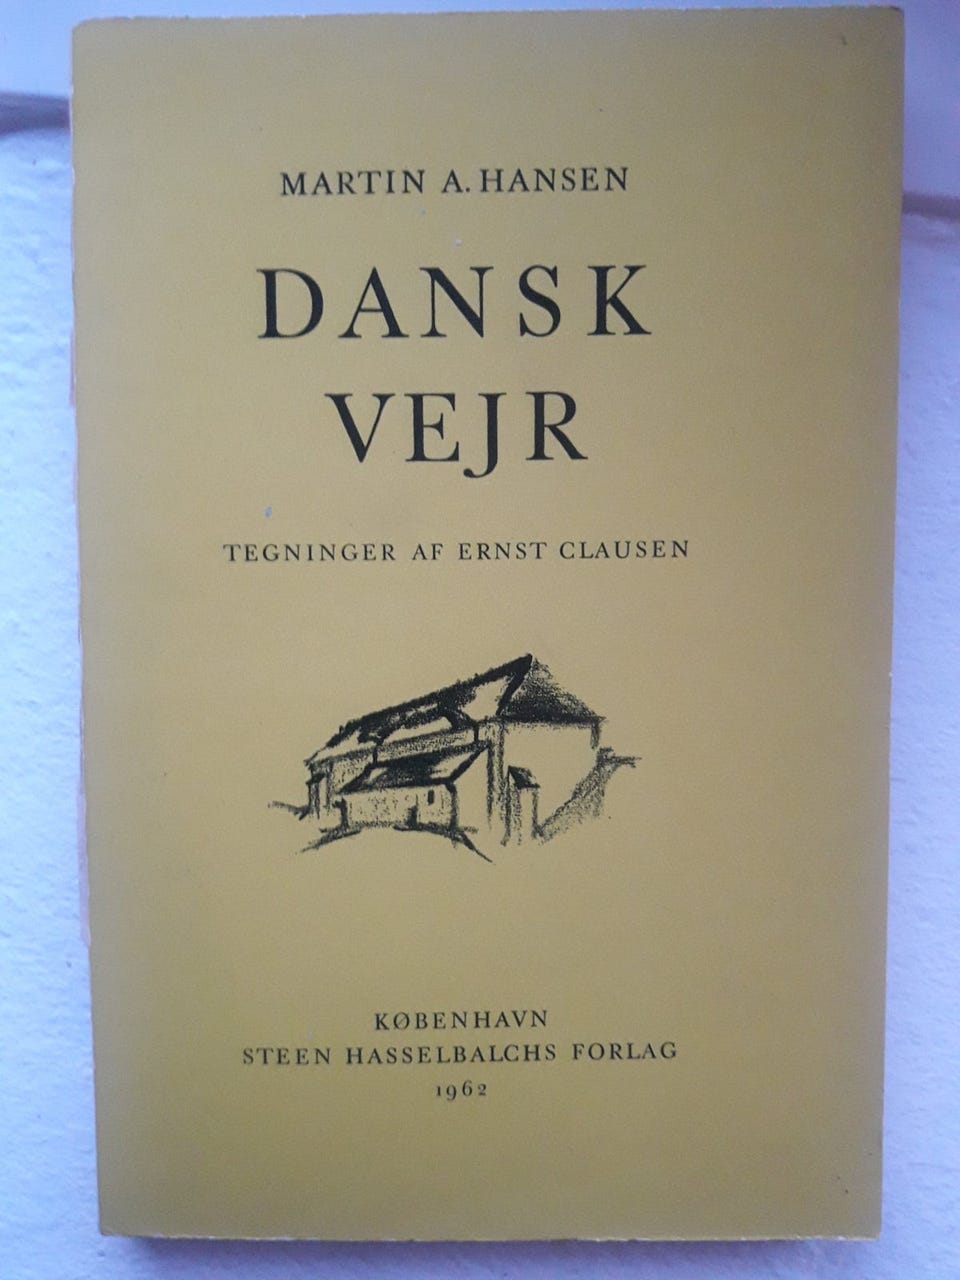 MARTIN A. HANSEN
DANSK
VEJR
TEGNINGER AF ERNST CLAUSEN
KØBENHAVN
STEEN HASSELBALCHS FORLAG
1962